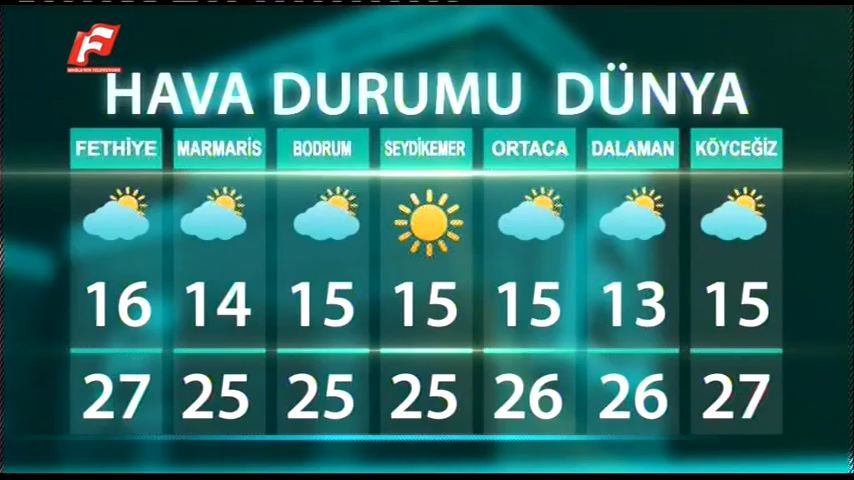 HAVA DURUMU DÜNYA
FETHİYE MARMARİS BODRUM SEYDİKEMER ORTACA DALAMAN KÖYCEĞİZ
16 14 15 15 15 13 15
27 25 25 25 26 26 27